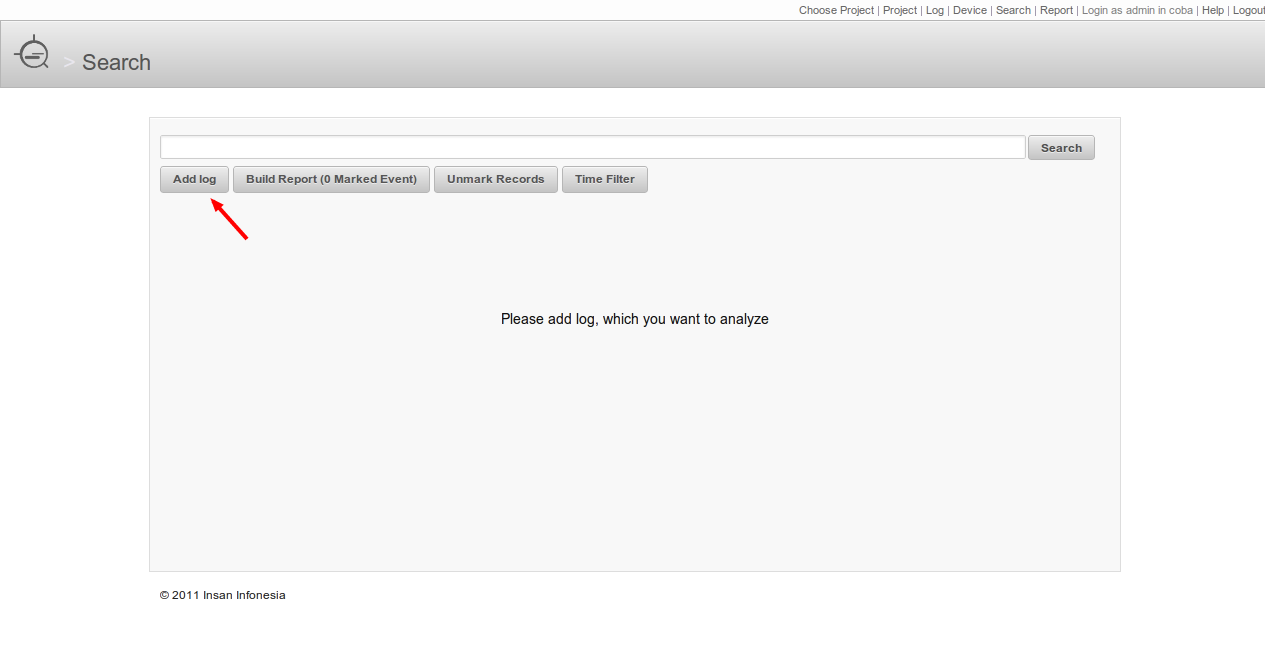 Choose Project | Project | Log | Device | Search | Report | Login as admin in coba | Help | Logout
> Search
Search
Add log Build Report (0 Marked Event) Unmark Records Time Filter
Please add log, which you want to analyze
© 2011 Insan Infonesia